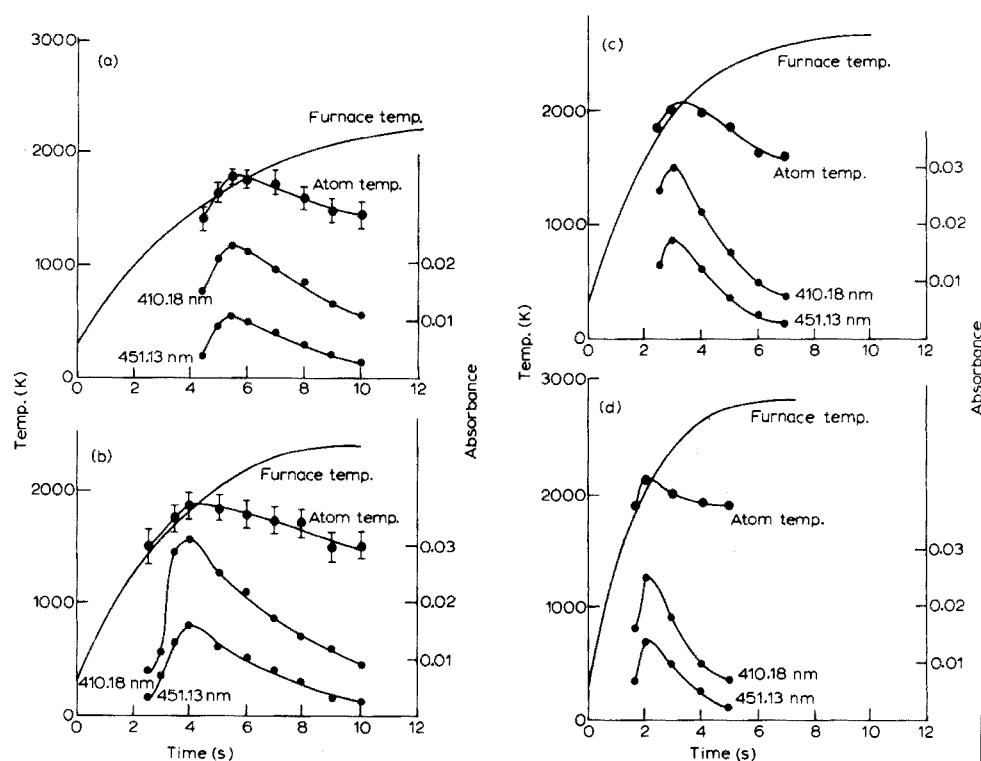 (a)
3000
2000
1000
0
Furnace temp.
Atom temp.
410.18 nm
451.13 nm
0.02
0.01
0 2 4 6 8 10 12
Temp. (K)
Absorbance
(b)
2000
1000
0
Furnace temp.
Atom temp.
410.18 nm
451.13 nm
0.03
0.02
0.01
0 2 4 6 8 10 12
Time (s)
(c)
2000
1000
0
Furnace temp.
Atom temp.
410.18 nm
451.13 nm
0.03
0.02
0.01
0 2 4 6 8 10 12
Temp. (K)
Absorbance
(d)
3000
2000
1000
0
Furnace temp.
Atom temp.
410.18 nm
451.13 nm
0.03
0.02
0.01
0 2 4 6 8 10 12
Time (s)